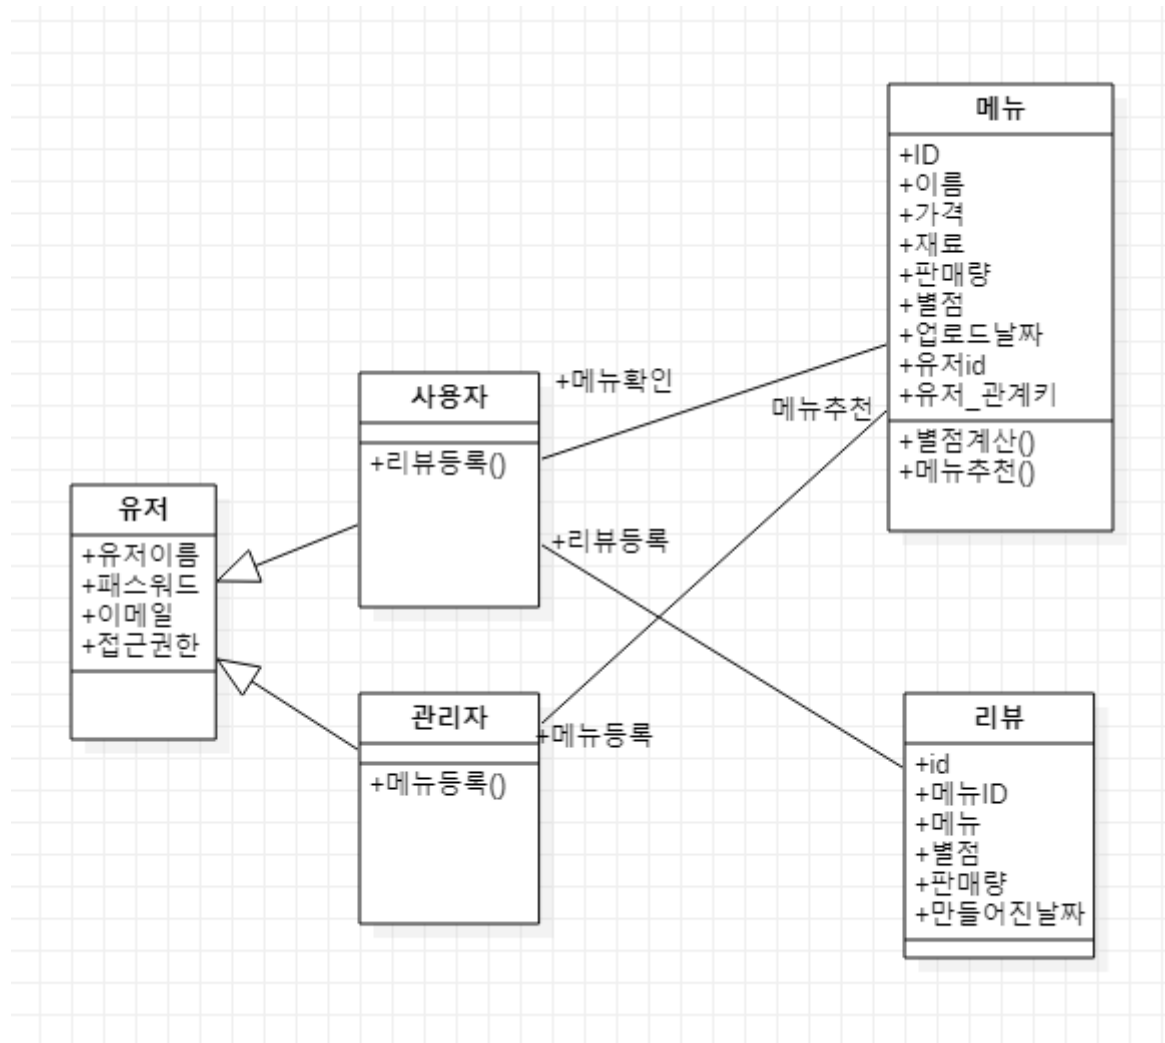 메뉴
+ID
+이름
+가격
+재료
+판매량
+별점
+업로드날짜
+유저id
+유저_관계키
+별점계산()
+메뉴추천()
+메뉴확인
메뉴추천
사용자
+리뷰등록()
+리뷰등록
유저
+유저이름
+패스워드
+이메일
+접근권한
관리자
+메뉴등록()
+메뉴등록
리뷰
+id
+메뉴ID
+메뉴
+별점
+판매량
+만들어진날짜